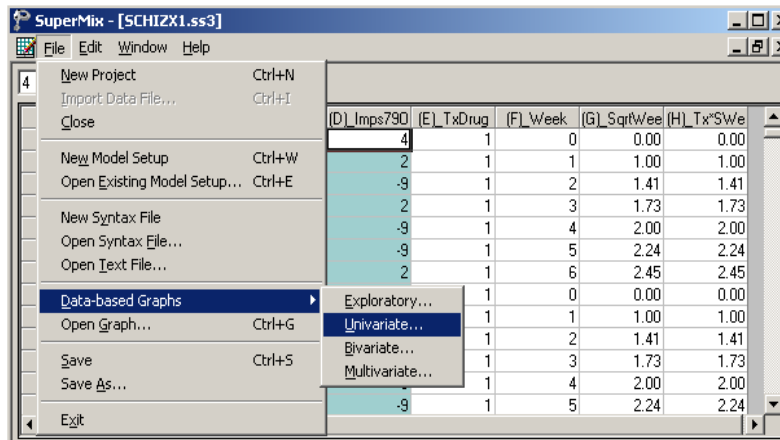 SuperMix - [SCHIZX1.ss3]
File Edit Window Help
4
New Project Ctrl+N
Import Data File... Ctrl+I
Close
New Model Setup Ctrl+W
Open Existing Model Setup... Ctrl+E
New Syntax File
Open Syntax File...
Open Text File...
Data-based Graphs
Open Graph... Ctrl+G
Save Ctrl+S
Save As...
Exit
Exploratory...
Univariate...
Bivariate...
Multivariate...
(D)_Imps790 (E)_TxDrug (F)_Week (G)_SqrtWee (H)_Tx*SWe
4 1 0 0.00 0.00
2 1 1 1.00 1.00
-9 1 2 1.41 1.41
2 1 3 1.73 1.73
-9 1 4 2.00 2.00
-9 1 5 2.24 2.24
2 1 6 2.45 2.45
1 0 0.00 0.00
1 1 1.00 1.00
1 2 1.41 1.41
1 3 1.73 1.73
1 4 2.00 2.00
-9 1 5 2.24 2.24